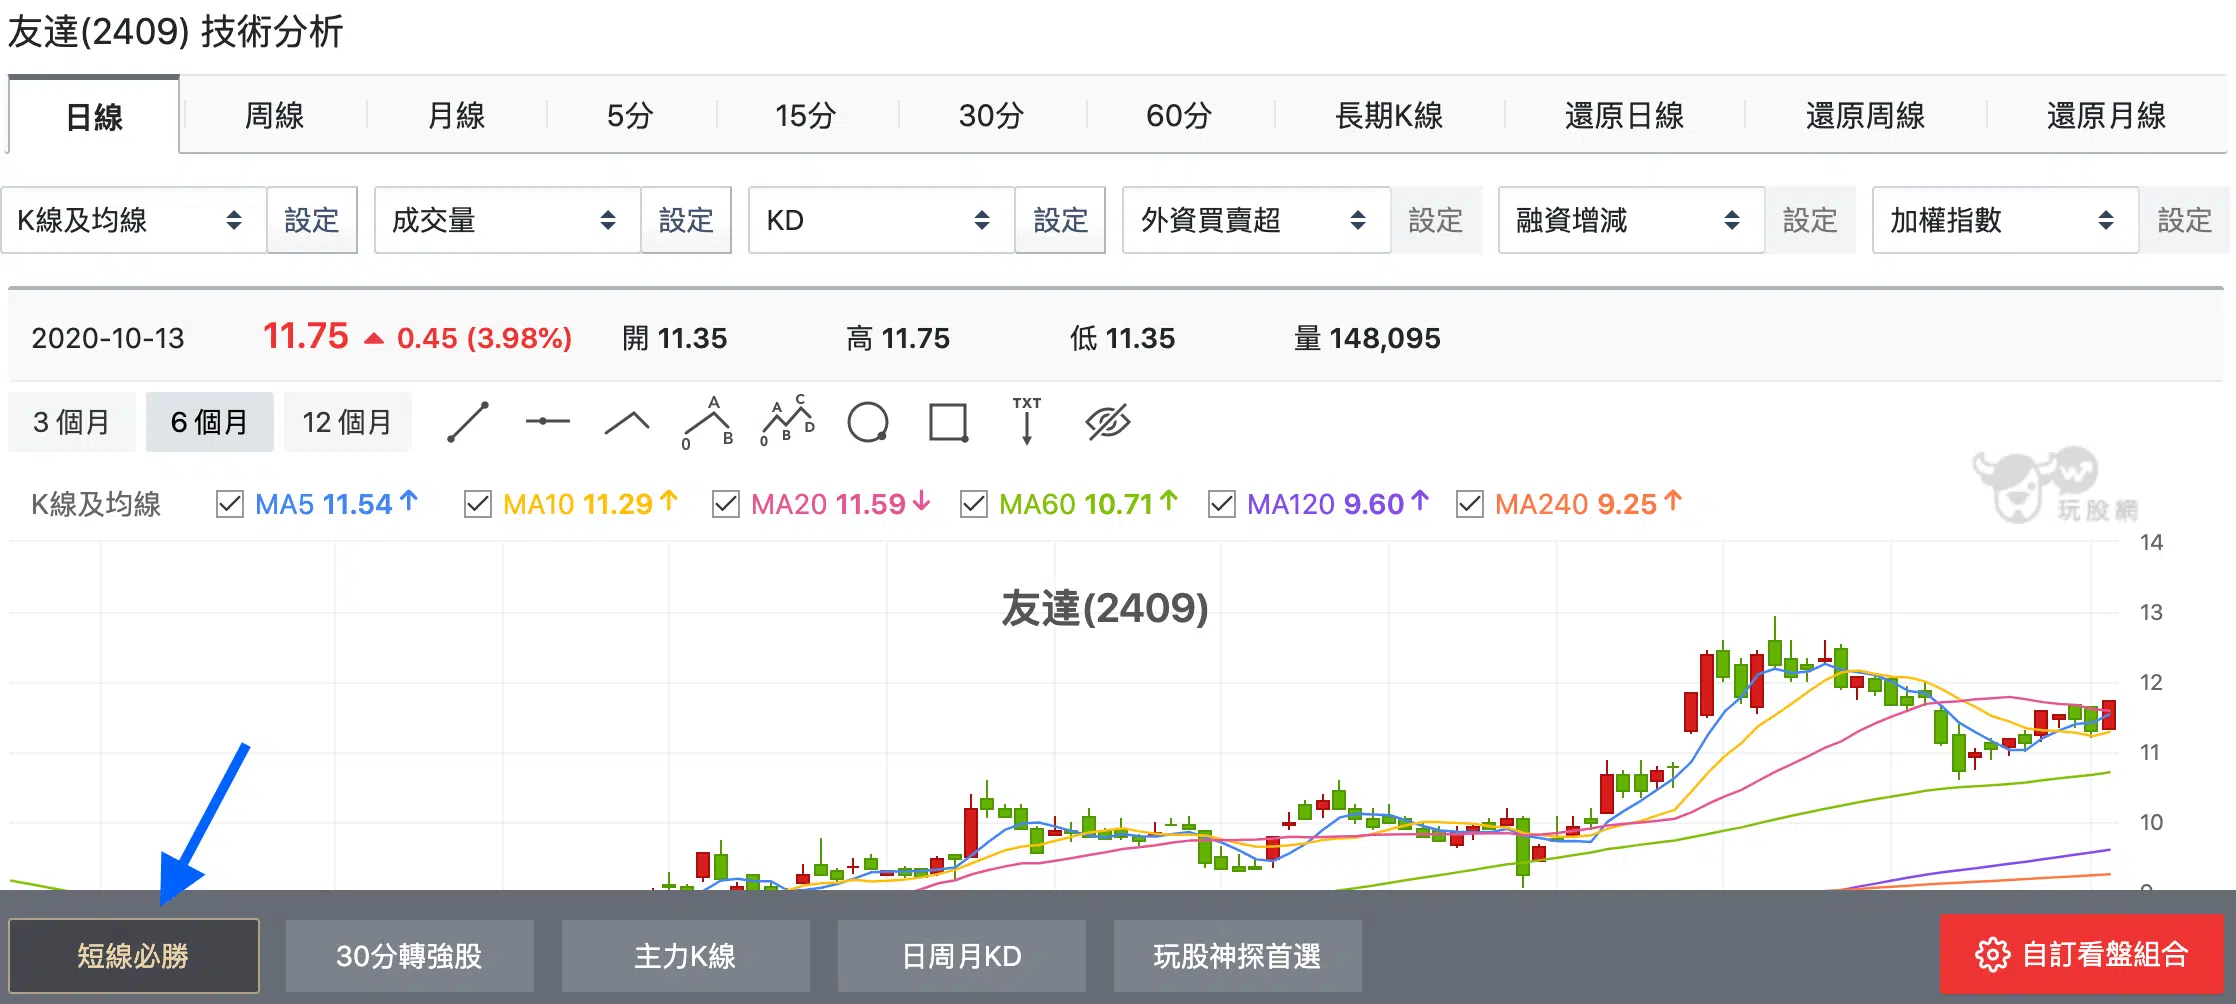 友達(2409) 技術分析
日線 周線 月線 5分 15分 30分 60分 長期K線 還原日線 還原周線 還原月線
K線及均線 設定 成交量 設定 KD 設定 外資買賣超 設定 融資增減 設定 加權指數 設定
2020-10-13 11.75 ▲ 0.45 (3.98%) 開 11.35 高 11.75 低 11.35 量 148,095
3 個月 6 個月 12 個月 0 A B 0 A B C D TXT
K線及均線 MA5 11.54↑ MA10 11.29↑ MA20 11.59↓ MA60 10.71↑ MA120 9.60↑ MA240 9.25↑
玩股網
14
友達(2409)
13
12
11
10
9
短線必勝 30分轉強股 主力K線 日周月KD 玩股神探首選 自訂看盤組合